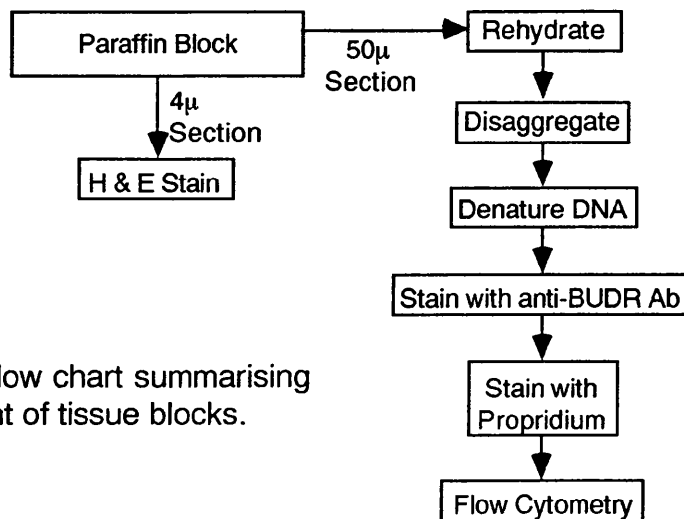 Paraffin Block
50µ
Section
Rehydrate
4µ
Section
Disaggregate
H & E Stain
Denature DNA
Stain with anti-BUDR Ab
low chart summarising
t of tissue blocks.
Stain with
Propridium
Flow Cytometry